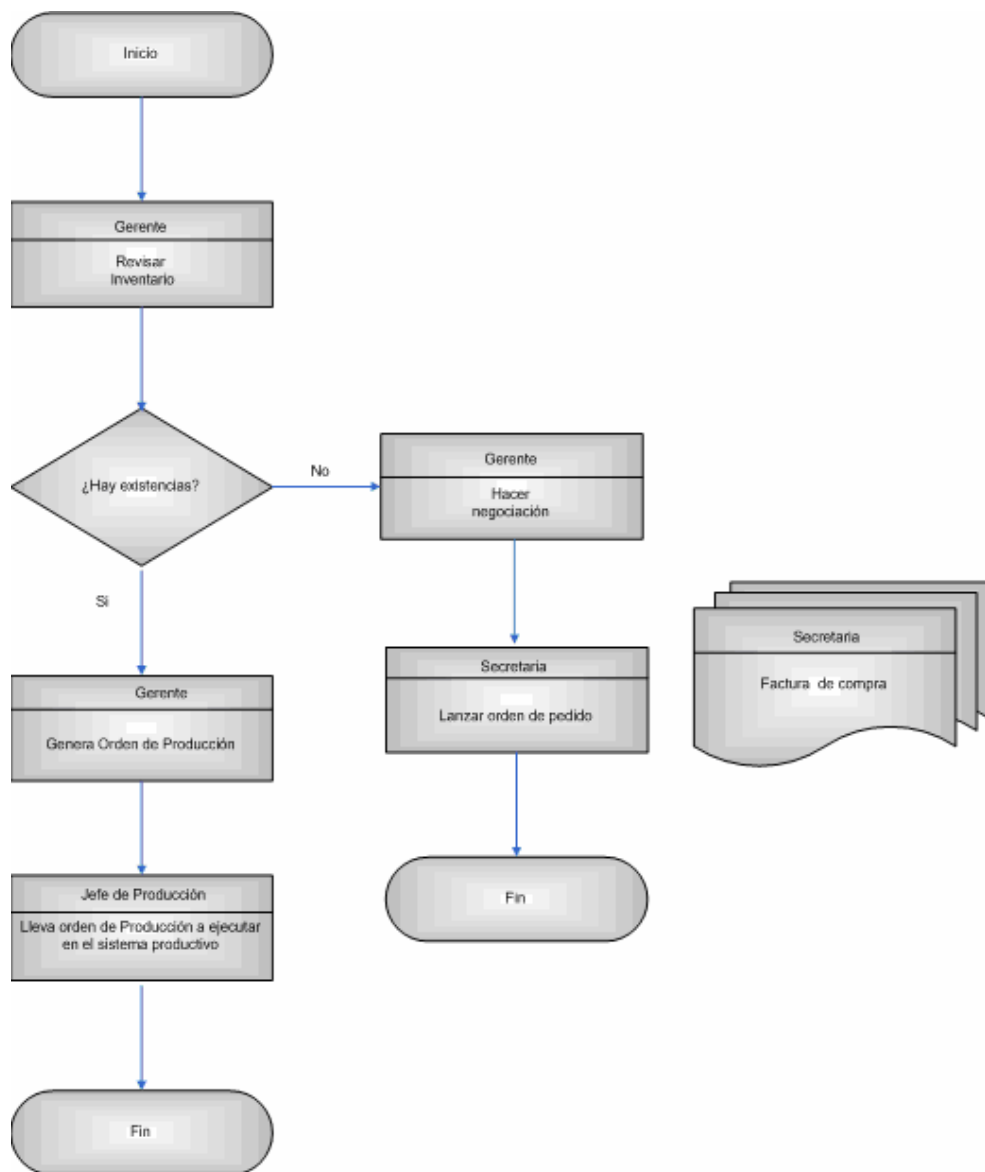 Inicio
Gerente
Revisar
Inventario
¿Hay existencias?
No
Gerente
Hacer
negociación
Si
Gerente
Genera Orden de Producción
Secretaria
Lanzar orden de pedido
Secretaria
Factura de compra
Jefe de Producción
Lleva orden de Producción a ejecutar
en el sistema productivo
Fin
Fin